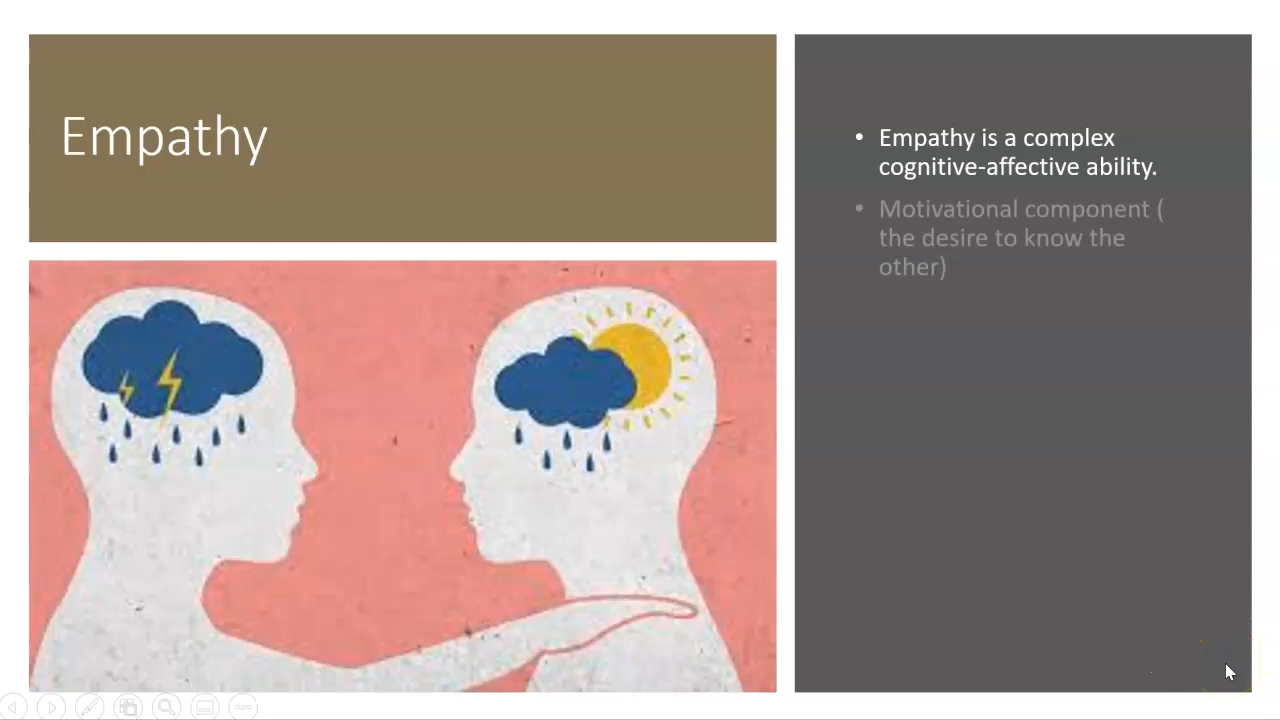 Empathy
• Empathy is a complex
cognitive-affective ability.
• Motivational component (
the desire to know the
other)